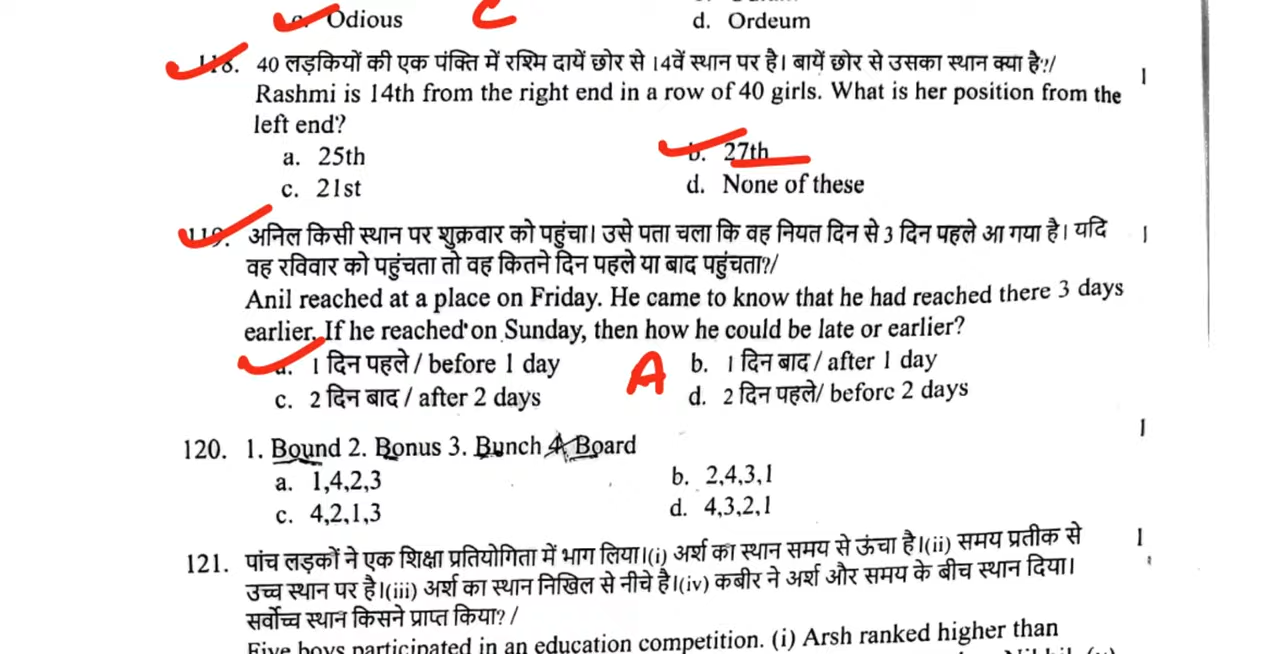 Odious C d. Ordeum
118. 40 लड़कियों की एक पंक्ति में रश्मि दायें छोर से 14वें स्थान पर है। बायें छोर से उसका स्थान क्या है?/ 1
Rashmi is 14th from the right end in a row of 40 girls. What is her position from the
left end?
a. 25th b. 27th
c. 21st d. None of these
119. अनिल किसी स्थान पर शुक्रवार को पहुंचा। उसे पता चला कि वह नियत दिन से 3 दिन पहले आ गया है। यदि 1
वह रविवार को पहुंचता तो वह कितने दिन पहले या बाद पहुंचता?/
Anil reached at a place on Friday. He came to know that he had reached there 3 days
earlier. If he reached on Sunday, then how he could be late or earlier?
a. 1 दिन पहले / before 1 day A b. 1 दिन बाद / after 1 day
c. 2 दिन बाद / after 2 days d. 2 दिन पहले/ before 2 days
120. 1. Bound 2. Bonus 3. Bunch 4. Board 1
a. 1,4,2,3 b. 2,4,3,1
c. 4,2,1,3 d. 4,3,2,1
121. पांच लड़कों ने एक शिक्षा प्रतियोगिता में भाग लिया।(i) अर्श का स्थान समय से ऊंचा है।(ii) समय प्रतीक से 1
उच्च स्थान पर है।(iii) अर्श का स्थान निखिल से नीचे है।(iv) कबीर ने अर्श और समय के बीच स्थान दिया।
सर्वोच्च स्थान किसने प्राप्त किया? /
Five boys participated in an education competition. (i) Arsh ranked higher than